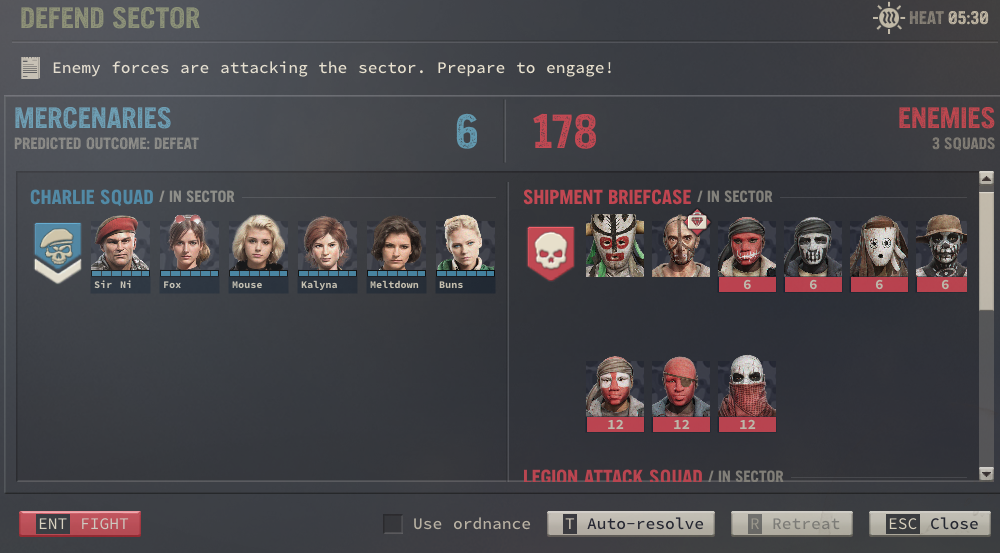 DEFEND SECTOR
HEAT 05:30
Enemy forces are attacking the sector. Prepare to engage!
MERCENARIES
PREDICTED OUTCOME: DEFEAT
6
178
ENEMIES
3 SQUADS
CHARLIE SQUAD / IN SECTOR
Sir Ni
Fox
Mouse
Kalyna
Meltdown
Buns
SHIPMENT BRIEFCASE / IN SECTOR
6
6
6
6
12
12
12
LEGION ATTACK SQUAD / IN SECTOR
ENT FIGHT
Use ordnance
T Auto-resolve
R Retreat
ESC Close